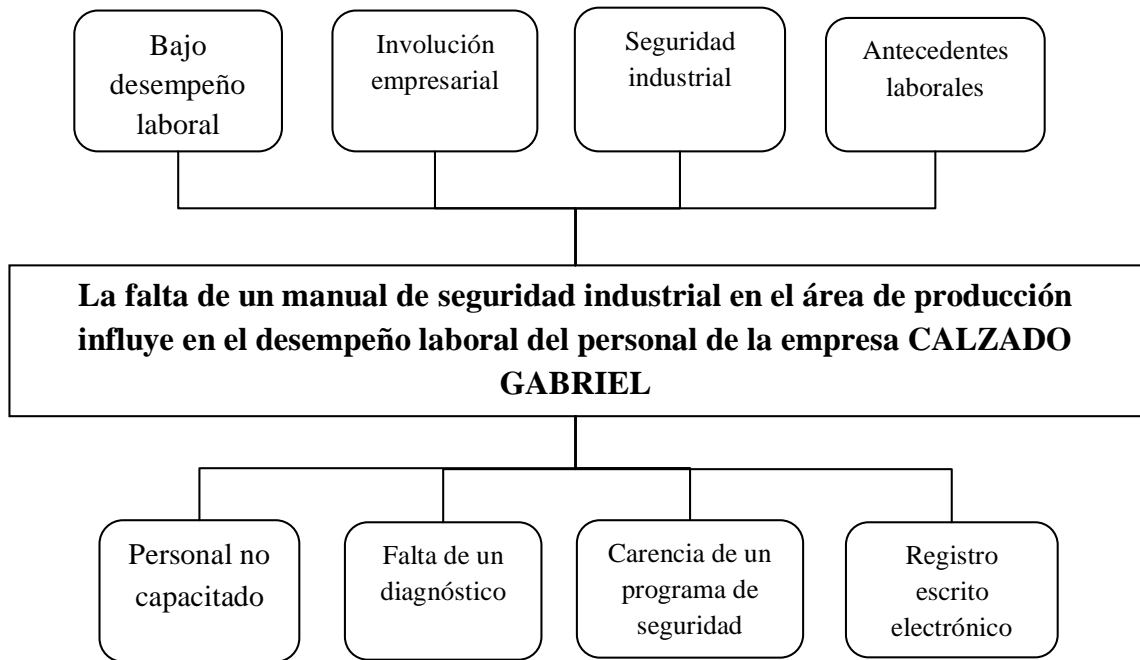 Bajo
desempeño
laboral
Involución
empresarial
Seguridad
industrial
Antecedentes
laborales
La falta de un manual de seguridad industrial en el área de producción
influye en el desempeño laboral del personal de la empresa CALZADO
GABRIEL
Personal no
capacitado
Falta de un
diagnóstico
Carencia de un
programa de
seguridad
Registro
escrito
electrónico